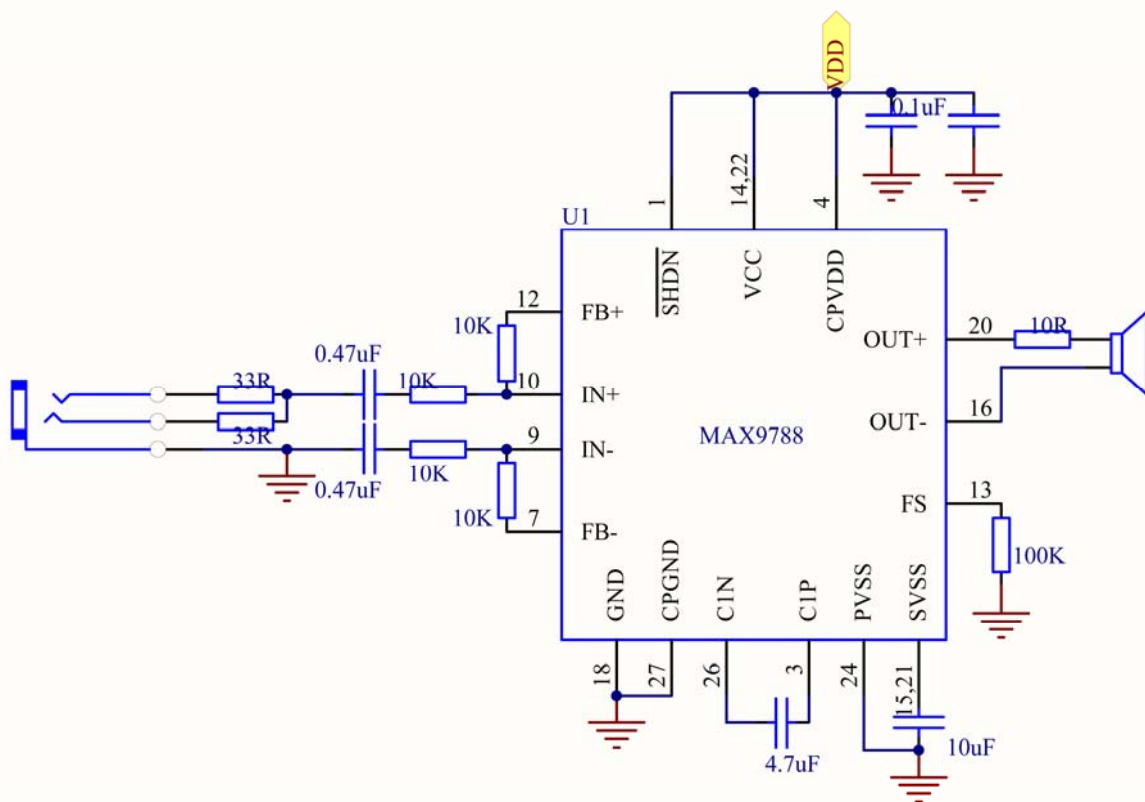 VDD
0.1uF
1
14,22
4
U1
SHDN
VCC
CPVDD
12
FB+
10K
20
OUT+
10R
0.47uF
33R
10K
10
IN+
33R
9
IN-
MAX9788
16
OUT-
10K
0.47uF
10K
7
FB-
13
FS
100K
GND
CPGND
C1N
C1P
PVSS
SVSS
18
27
26
3
24
15,21
4.7uF
10uF